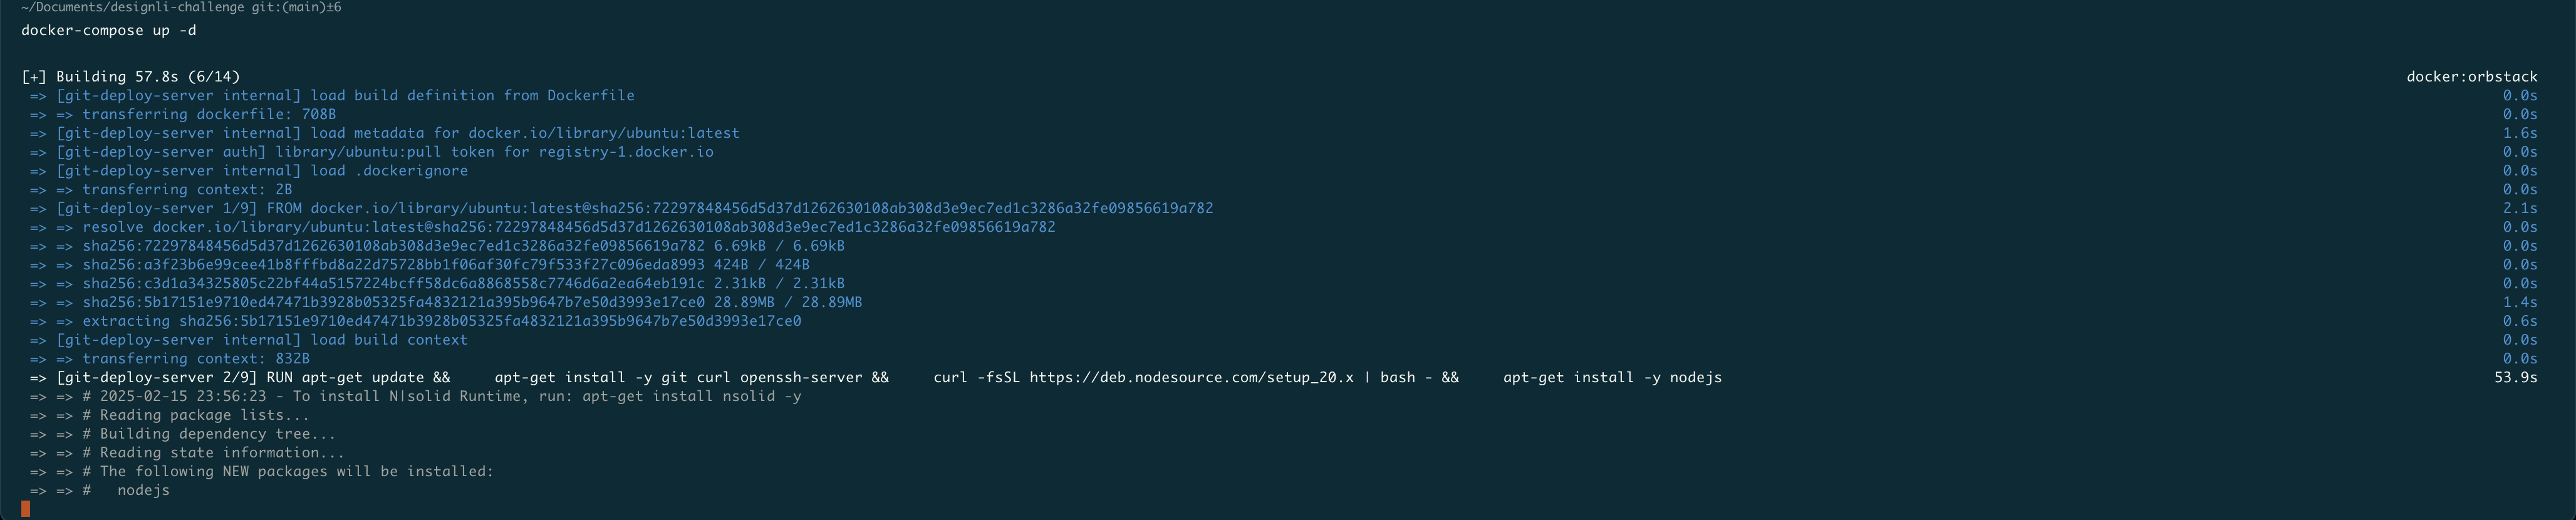 ~/Documents/designli-challenge git:(main)±6
docker-compose up -d
[+] Building 57.8s (6/14) docker:orbstack
=> [git-deploy-server internal] load build definition from Dockerfile 0.0s
=> => transferring dockerfile: 708B 0.0s
=> [git-deploy-server internal] load metadata for docker.io/library/ubuntu:latest 1.6s
=> [git-deploy-server auth] library/ubuntu:pull token for registry-1.docker.io 0.0s
=> [git-deploy-server internal] load .dockerignore 0.0s
=> => transferring context: 2B 0.0s
=> [git-deploy-server 1/9] FROM docker.io/library/ubuntu:latest@sha256:72297848456d5d37d1262630108ab308d3e9ec7ed1c3286a32fe09856619a782 2.1s
=> => resolve docker.io/library/ubuntu:latest@sha256:72297848456d5d37d1262630108ab308d3e9ec7ed1c3286a32fe09856619a782 0.0s
=> => sha256:72297848456d5d37d1262630108ab308d3e9ec7ed1c3286a32fe09856619a782 6.69kB / 6.69kB 0.0s
=> => sha256:a3f23b6e99cee41b8fffbd8a22d75728bb1f06af30fc79f533f27c096eda8993 424B / 424B 0.0s
=> => sha256:c3d1a34325805c22bf44a5157224bcff58dc6a8868558c7746d6a2ea64eb191c 2.31kB / 2.31kB 0.0s
=> => sha256:5b17151e9710ed47471b3928b05325fa4832121a395b9647b7e50d3993e17ce0 28.89MB / 28.89MB 1.4s
=> => extracting sha256:5b17151e9710ed47471b3928b05325fa4832121a395b9647b7e50d3993e17ce0 0.6s
=> [git-deploy-server internal] load build context 0.0s
=> => transferring context: 832B 0.0s
=> [git-deploy-server 2/9] RUN apt-get update &&     apt-get install -y git curl openssh-server &&     curl -fsSL https://deb.nodesource.com/setup_20.x | bash - &&     apt-get install -y nodejs 53.9s
=> => # 2025-02-15 23:56:23 - To install N|solid Runtime, run: apt-get install nsolid -y
=> => # Reading package lists...
=> => # Building dependency tree...
=> => # Reading state information...
=> => # The following NEW packages will be installed:
=> => #   nodejs